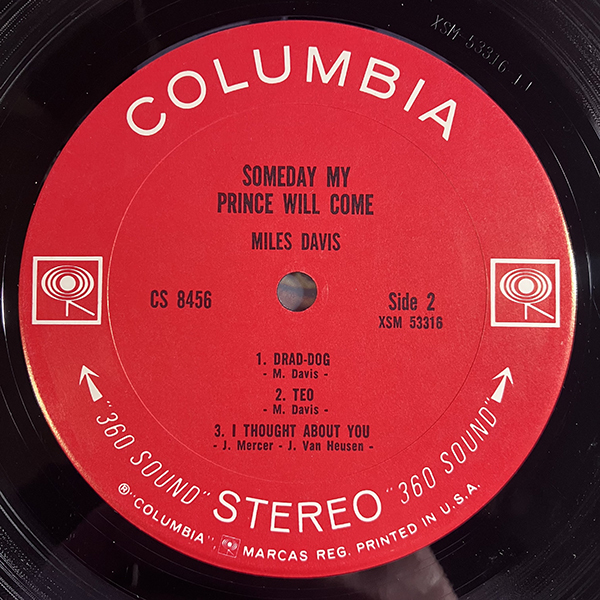 XSM 53316
COLUMBIA
SOMEDAY MY
PRINCE WILL COME
MILES DAVIS
CS 8456
Side 2
XSM 53316
1. DRAD-DOG
- M. Davis -
2. TEO
- M. Davis -
3. I THOUGHT ABOUT YOU
- J. Mercer - J. Van Heusen -
"360 SOUND" STEREO "360 SOUND"
® "COLUMBIA", MARCAS REG. PRINTED IN U.S.A.